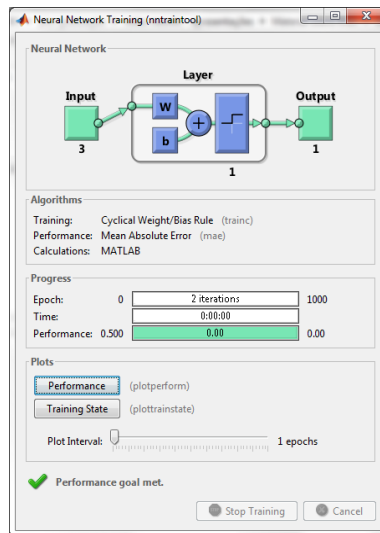 Neural Network Training (nntraintool)
Neural Network
Layer
Input
Output
W
b
+
3
1
1
Algorithms
Training: Cyclical Weight/Bias Rule (trainc)
Performance: Mean Absolute Error (mae)
Calculations: MATLAB
Progress
Epoch: 0 2 iterations 1000
Time: 0:00:00
Performance: 0.500 0.00 0.00
Plots
Performance (plotperform)
Training State (plottrainstate)
Plot Interval: 1 epochs
Performance goal met.
Stop Training Cancel